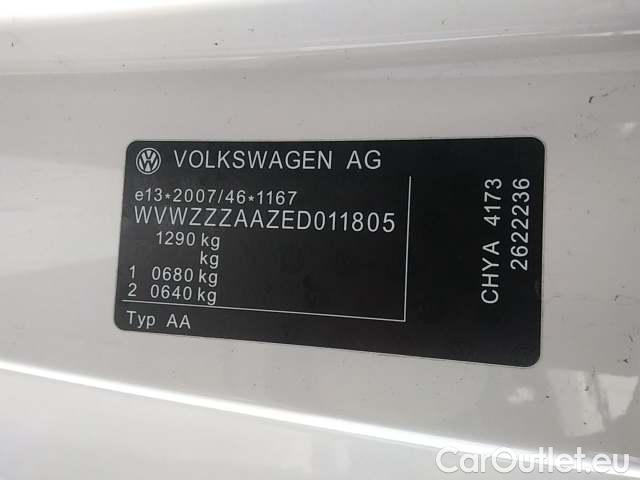 VOLKSWAGEN AG
e13*2007/46*1167
WVWZZZAAZED011805
1290 kg
kg
1 0680 kg
2 0640 kg
Typ AA
CHYA 4173
2622236
CarOutlet.eu